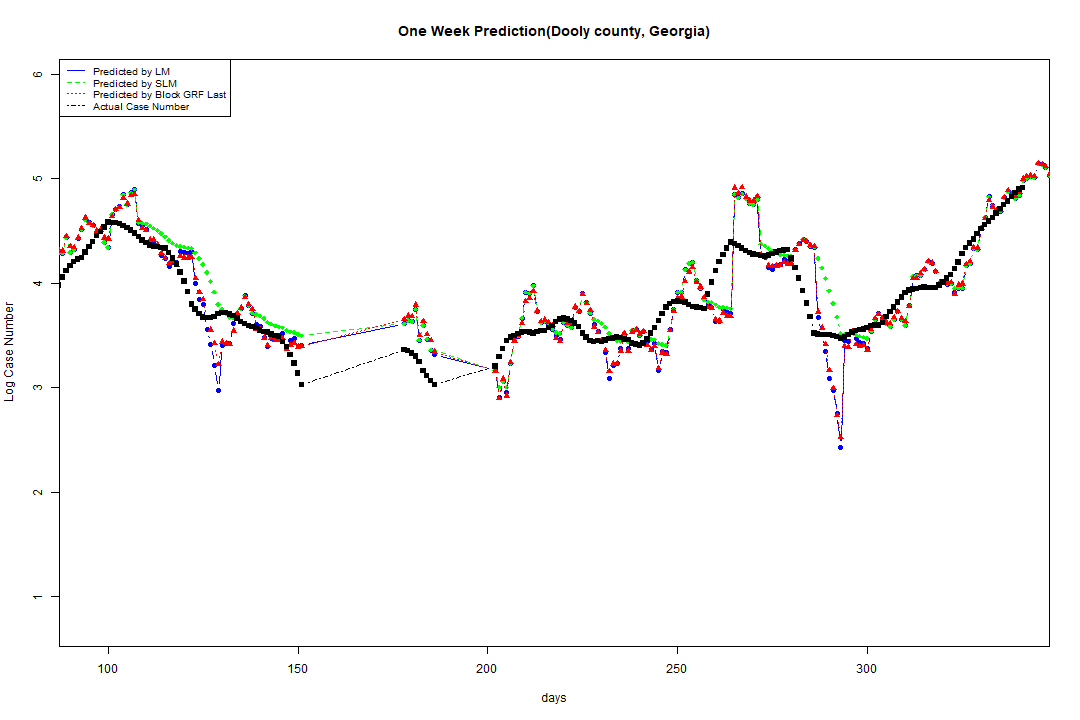 One Week Prediction(Dooly county, Georgia)
Predicted by LM
Predicted by SLM
Predicted by Block GRF Last
Actual Case Number
6
5
4
3
2
1
Log Case Number
100 150 200 250 300
days